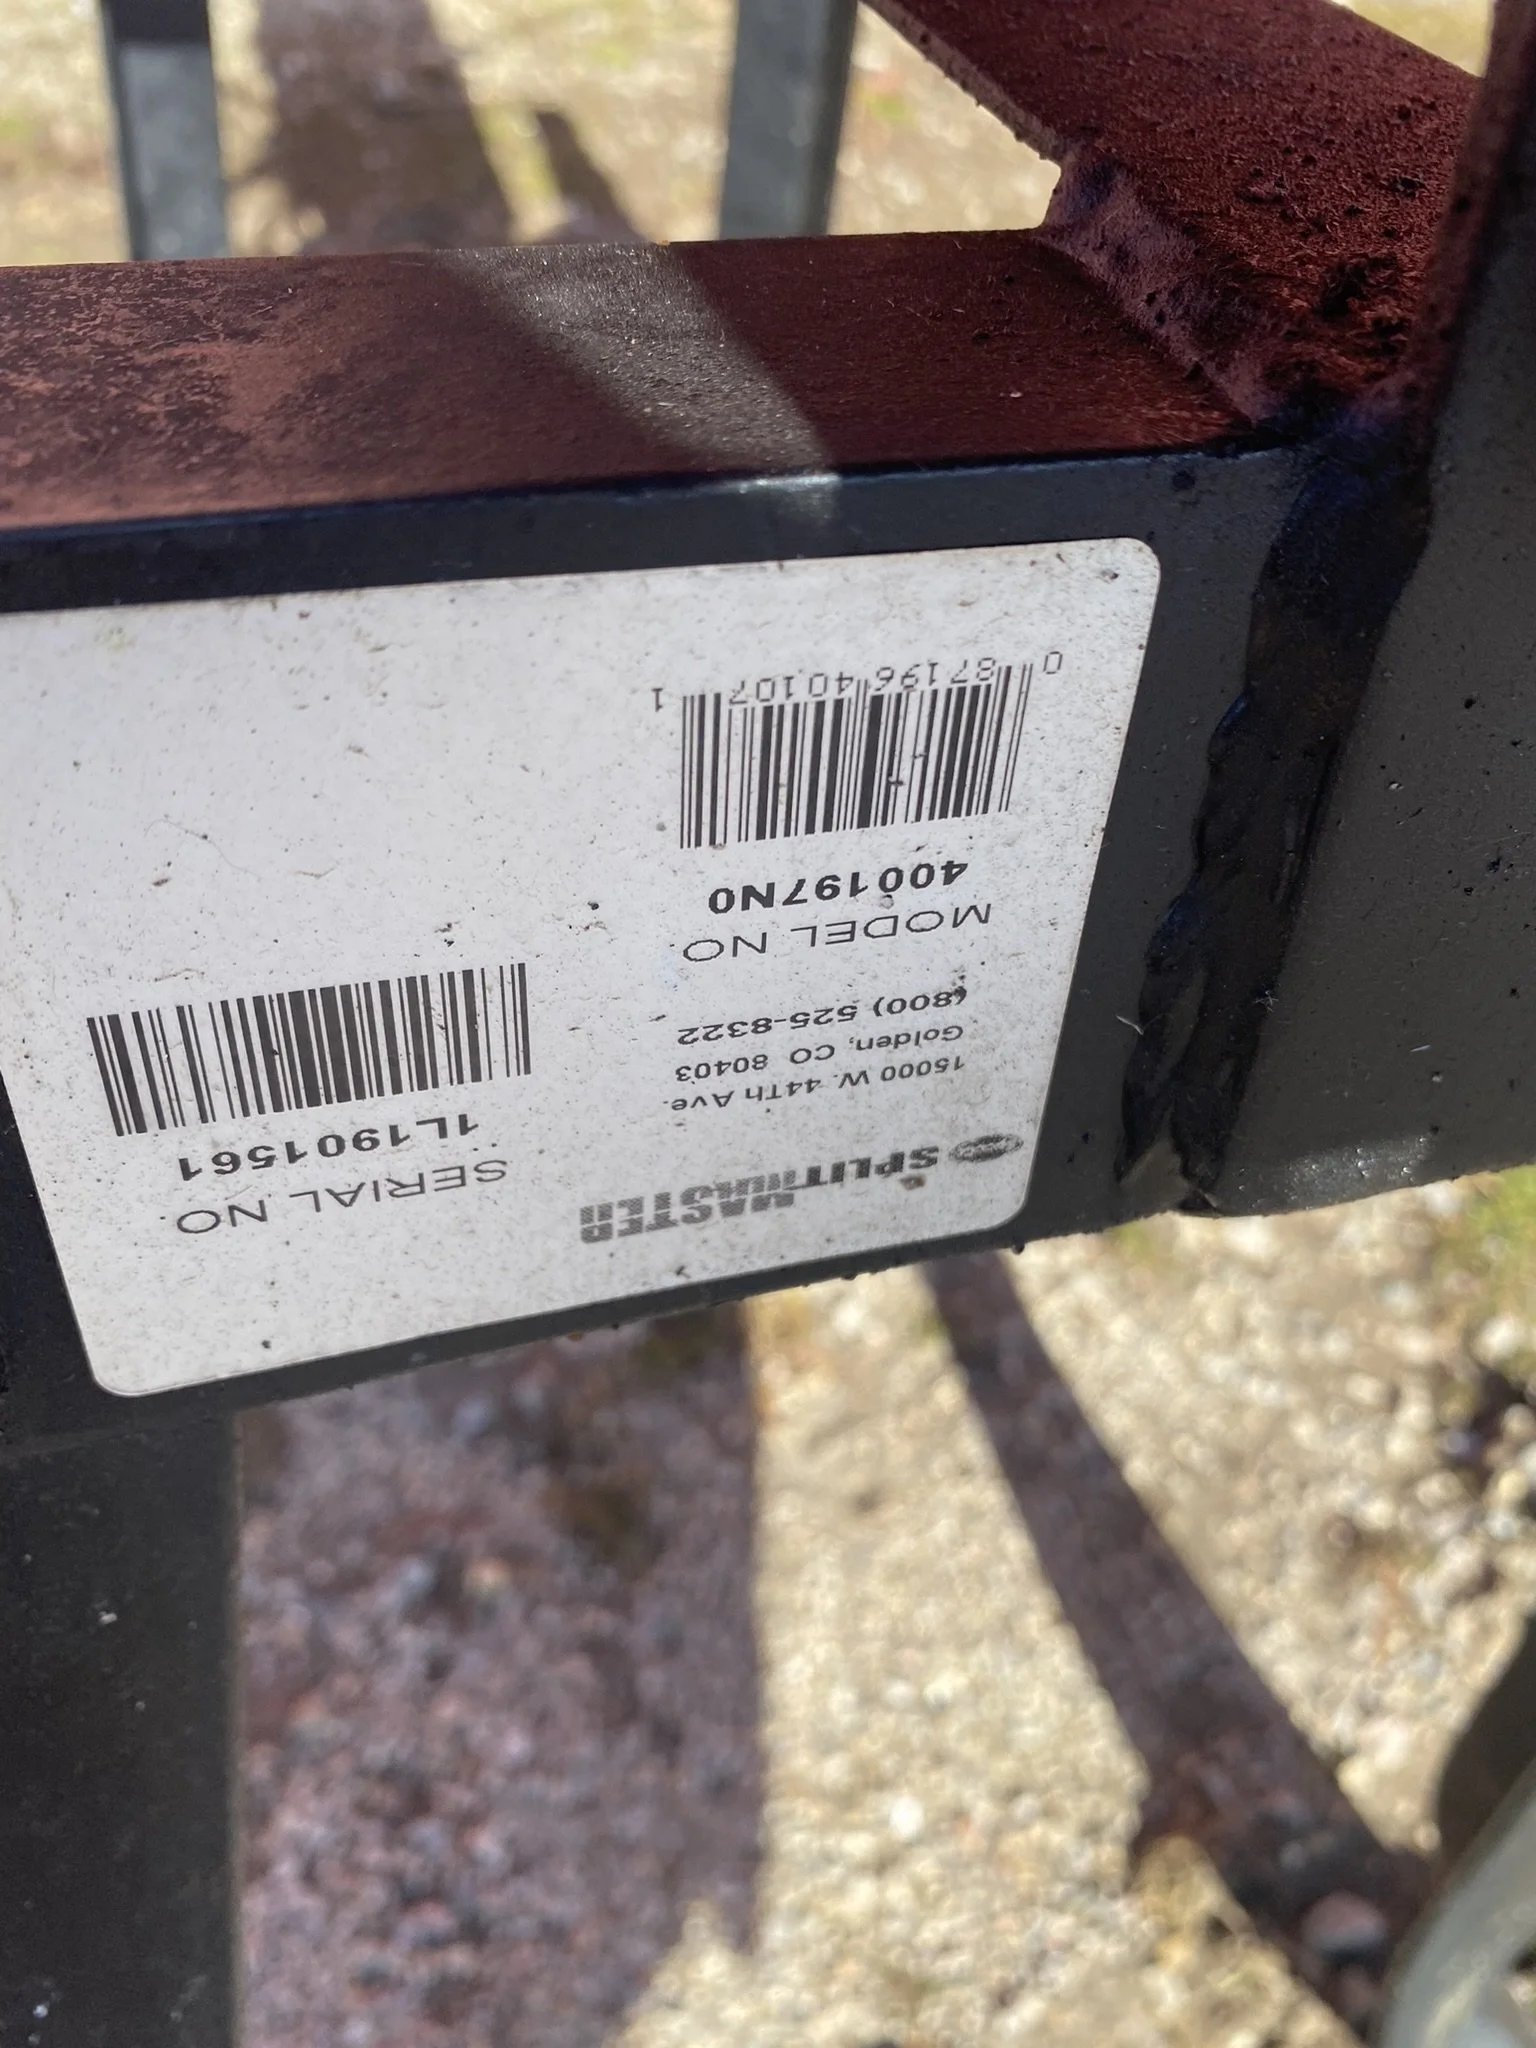 SPLITMASTER
15000 W. 44Th Ave.
Golden, CO 80403
(800) 525-8322
MODEL NO.
400197N0
0 87196 40107 1
SERIAL NO.
1L1901561